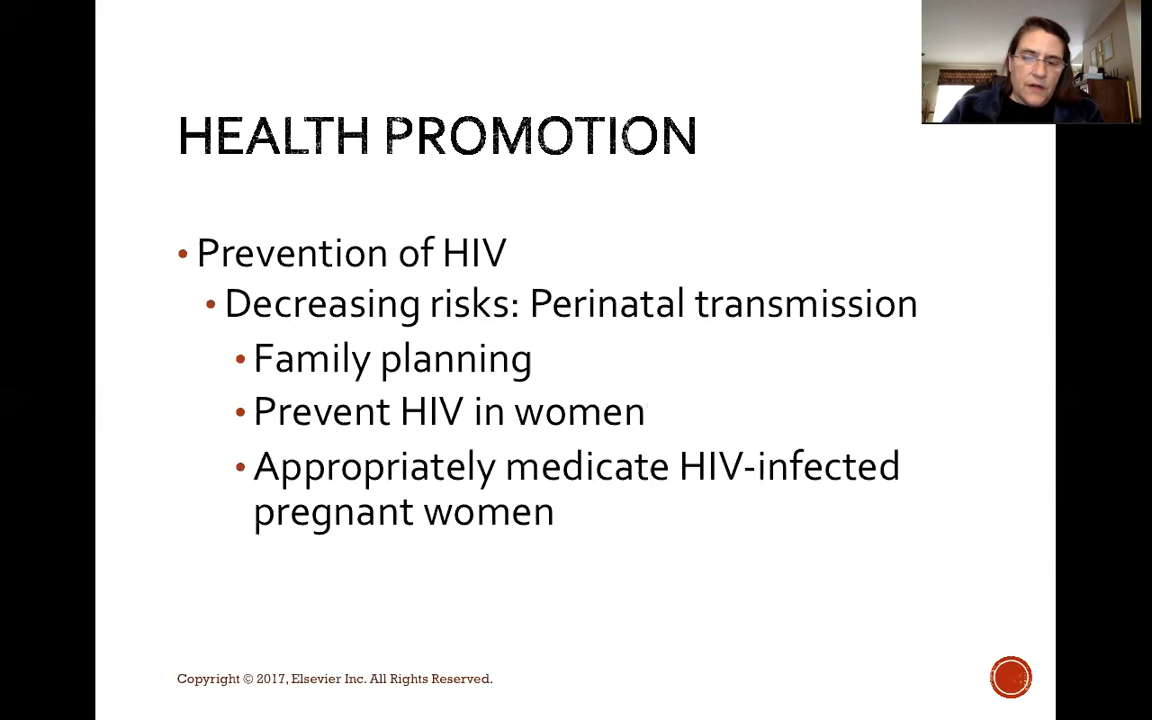 HEALTH PROMOTION
• Prevention of HIV
• Decreasing risks: Perinatal transmission
• Family planning
• Prevent HIV in women
• Appropriately medicate HIV-infected
pregnant women
Copyright © 2017, Elsevier Inc. All Rights Reserved.